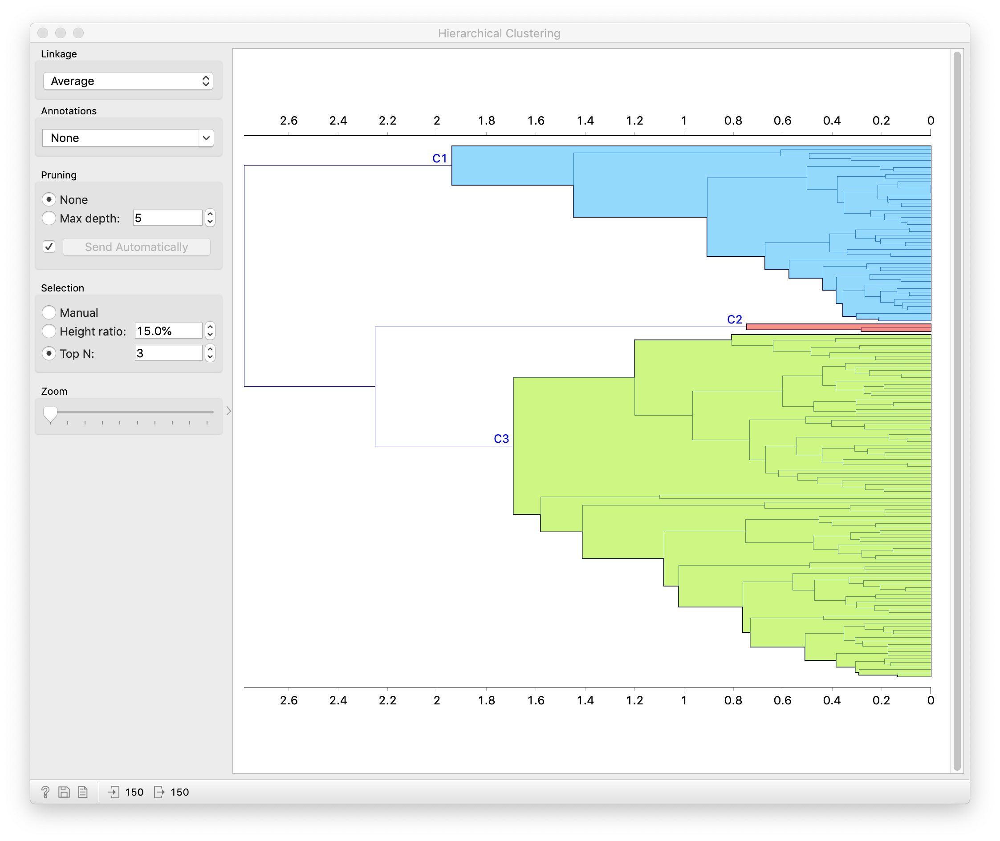 Hierarchical Clustering
Linkage
Average
Annotations
None
Pruning
None
Max depth: 5
Send Automatically
Selection
Manual
Height ratio: 15.0%
Top N: 3
Zoom
2.6 2.4 2.2 2 1.8 1.6 1.4 1.2 1 0.8 0.6 0.4 0.2 0
C1
C2
C3
2.6 2.4 2.2 2 1.8 1.6 1.4 1.2 1 0.8 0.6 0.4 0.2 0
? 150 150